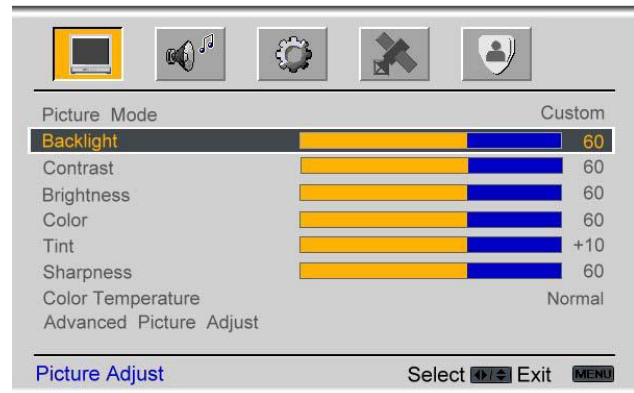 Picture Mode Custom
Backlight 60
Contrast 60
Brightness 60
Color 60
Tint +10
Sharpness 60
Color Temperature Normal
Advanced Picture Adjust
Picture Adjust Select Exit MENU